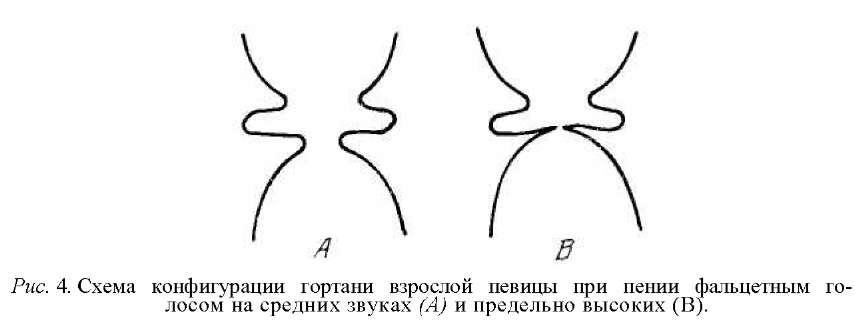 A B
Рис. 4. Схема конфигурации гортани взрослой певицы при пении фальцетным го-
лосом на средних звуках (А) и предельно высоких (В).